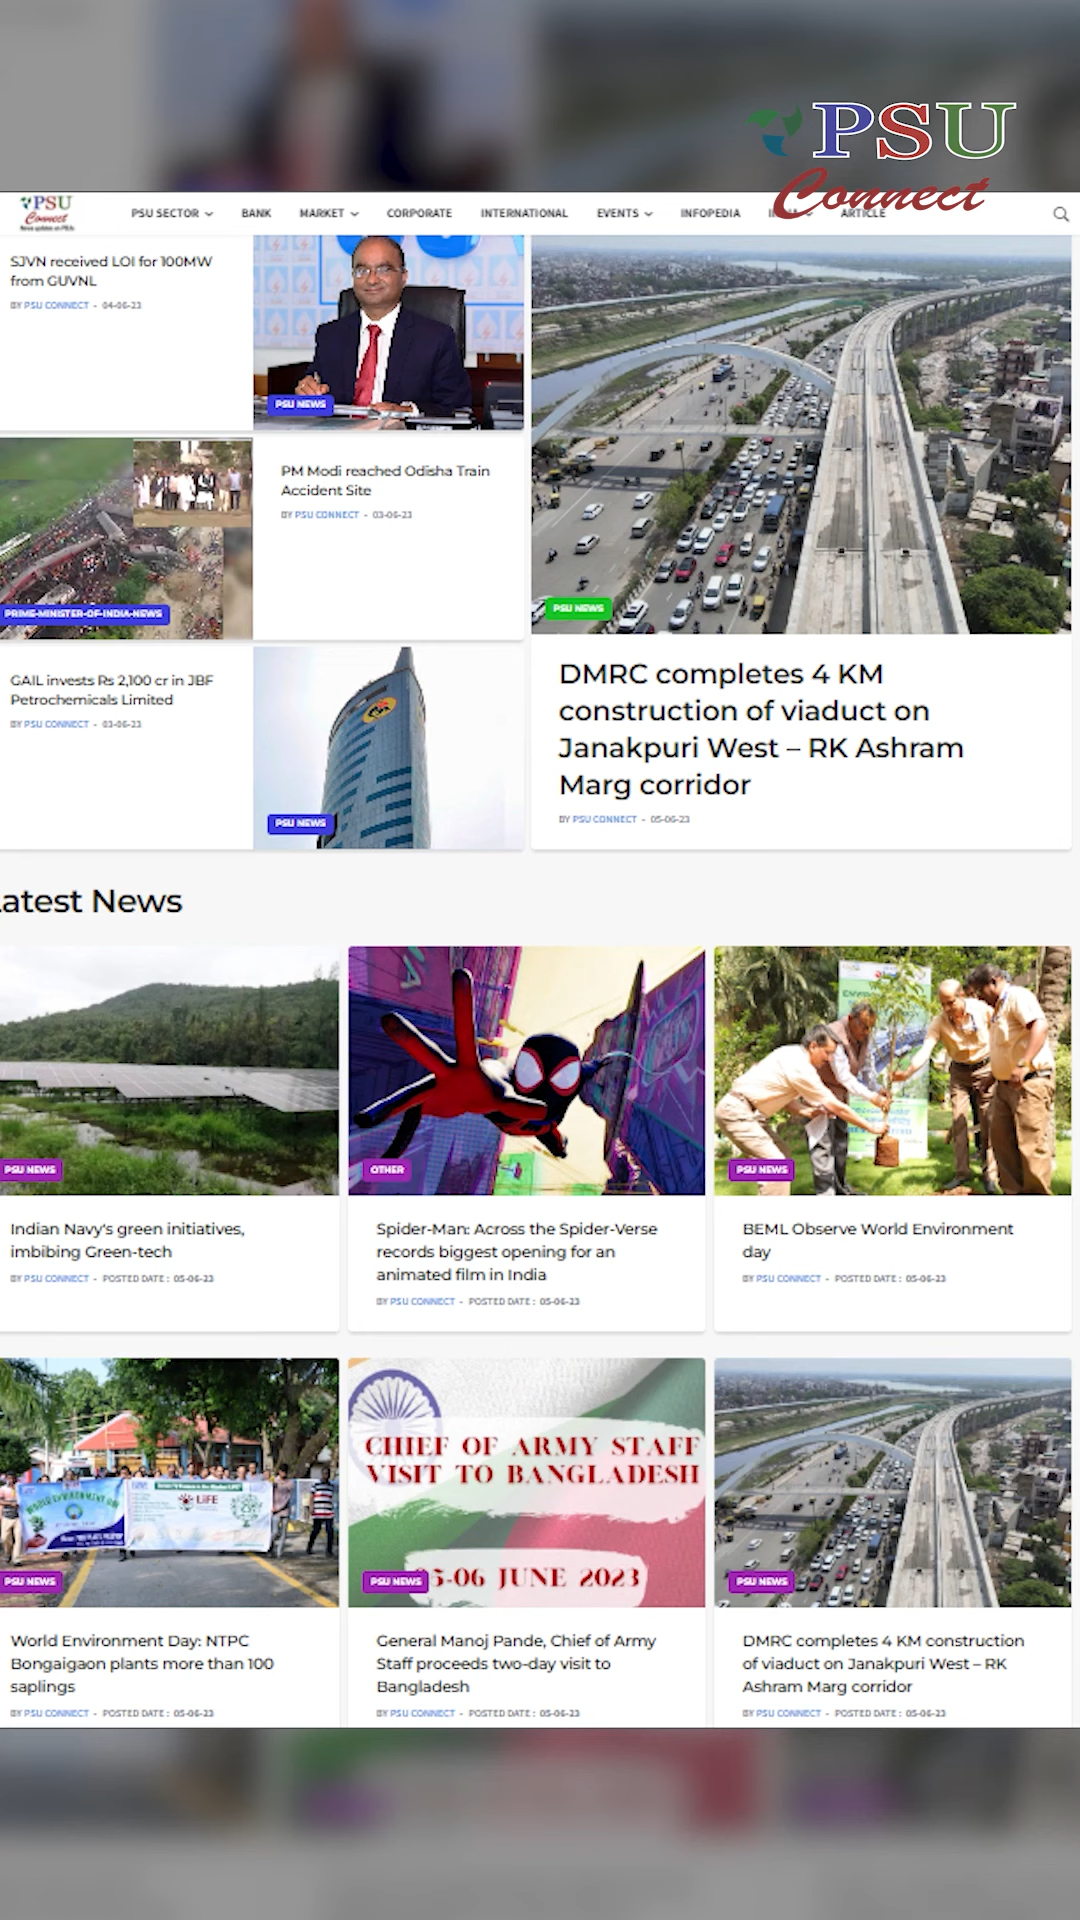 PSU
Connect
PSU
Connect
PSU SECTOR
BANK
MARKET
CORPORATE
INTERNATIONAL
EVENTS
INFOPEDIA
ARTICLE
SJVN received LOI for 100MW
from GUVNL
BY PSU CONNECT - 04-06-23
PSU NEWS
PM Modi reached Odisha Train
Accident Site
BY PSU CONNECT - 03-06-23
PRIME-MINISTER-OF-INDIA-NEWS
GAIL invests Rs 2,100 cr in JBF
Petrochemicals Limited
BY PSU CONNECT - 03-06-23
PSU NEWS
PSU NEWS
DMRC completes 4 KM
construction of viaduct on
Janakpuri West – RK Ashram
Marg corridor
BY PSU CONNECT - 05-06-23
atest News
PSU NEWS
Indian Navy's green initiatives,
imbibing Green-tech
BY PSU CONNECT - POSTED DATE : 05-06-23
OTHER
Spider-Man: Across the Spider-Verse
records biggest opening for an
animated film in India
BY PSU CONNECT - POSTED DATE : 05-06-23
PSU NEWS
BEML Observe World Environment
day
BY PSU CONNECT - POSTED DATE : 05-06-23
WORLD ENVIRONMENT DAY
LiFE
PSU NEWS
World Environment Day: NTPC
Bongaigaon plants more than 100
saplings
BY PSU CONNECT - POSTED DATE : 05-06-23
CHIEF OF ARMY STAFF
VISIT TO BANGLADESH
5-06 JUNE 2023
PSU NEWS
General Manoj Pande, Chief of Army
Staff proceeds two-day visit to
Bangladesh
BY PSU CONNECT - POSTED DATE : 05-06-23
PSU NEWS
DMRC completes 4 KM construction
of viaduct on Janakpuri West – RK
Ashram Marg corridor
BY PSU CONNECT - POSTED DATE : 05-06-23